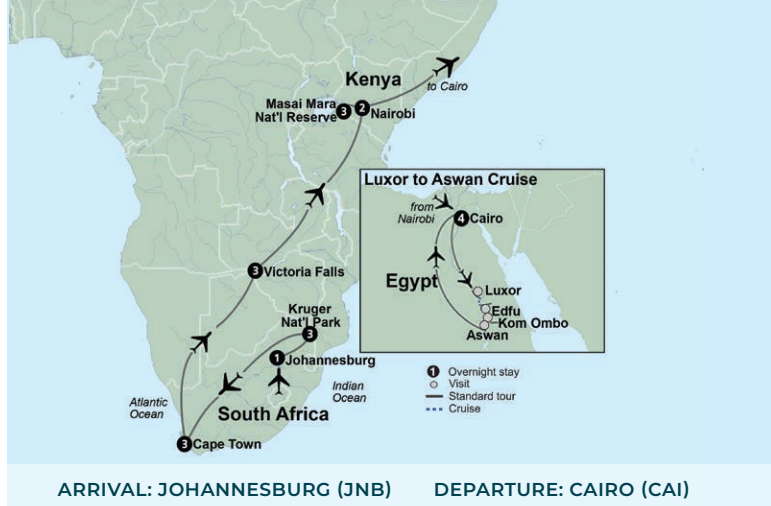 Kenya
to Cairo
Masai Mara
Nat'l Reserve
3
2
Nairobi
Luxor to Aswan Cruise
from
Nairobi
4
Cairo
Egypt
Luxor
Edfu
Kom Ombo
Aswan
3
Victoria Falls
Kruger
Nat'l Park
3
1
Johannesburg
Indian
Ocean
Atlantic
Ocean
South Africa
3
Cape Town
1
Overnight stay
Visit
Standard tour
Cruise
ARRIVAL: JOHANNESBURG (JNB)
DEPARTURE: CAIRO (CAI)